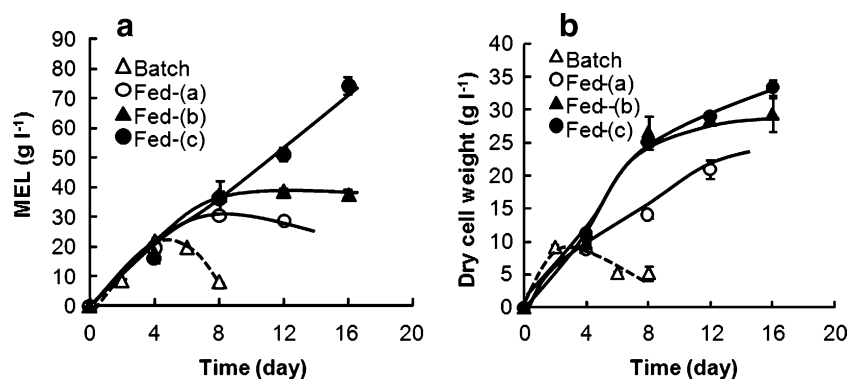 a
90
80
70
60
50
40
30
20
10
0
MEL (g l-1)
Batch
Fed-(a)
Fed-(b)
Fed-(c)
0 4 8 12 16 20
Time (day)
b
40
35
30
25
20
15
10
5
0
Dry cell weight (g l-1)
Batch
Fed-(a)
Fed-(b)
Fed-(c)
0 4 8 12 16 20
Time (day)